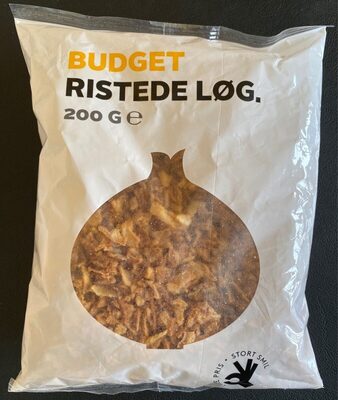 BUDGET
RISTEDE LØG.
200 G ℮
PRIS • STORT SMIL